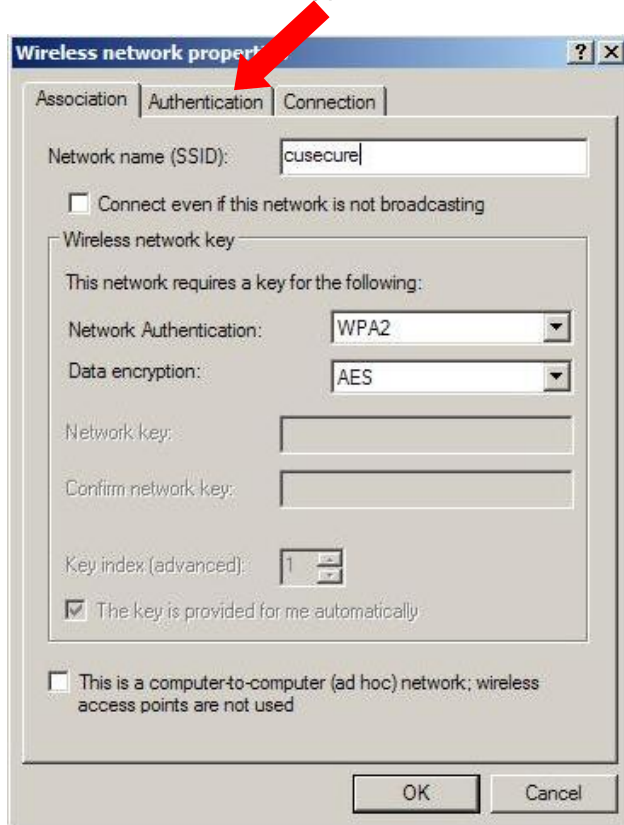 Wireless network properti
Association Authentication Connection
Network name (SSID): cusecure
Connect even if this network is not broadcasting
Wireless network key
This network requires a key for the following:
Network Authentication: WPA2
Data encryption: AES
Network key:
Confirm network key:
Key index (advanced): 1
The key is provided for me automatically
This is a computer-to-computer (ad hoc) network; wireless
access points are not used
OK Cancel